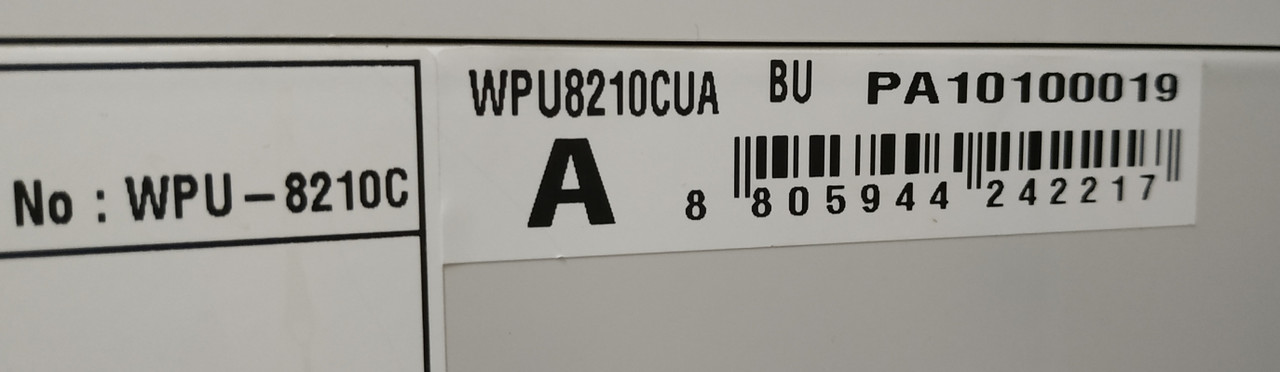 No : WPU-8210C
WPU8210CUA BU PA10100019
A
8 805944 242217